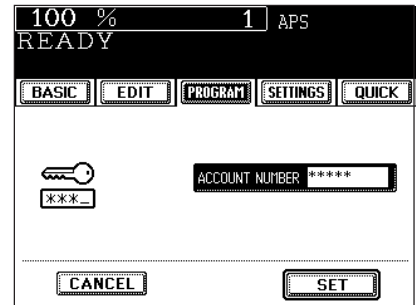 100 % 1 APS
READY
BASIC EDIT PROGRAM SETTINGS QUICK
ACCOUNT NUMBER *****
***_
CANCEL SET